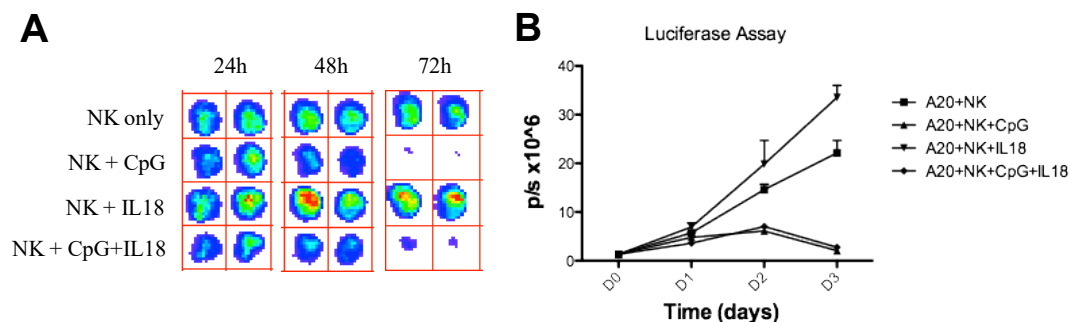 A
24h 48h 72h
NK only
NK + CpG
NK + IL18
NK + CpG+IL18
B
Luciferase Assay
p/s x10^6
40
30
20
10
0
D0 D1 D2 D3
Time (days)
A20+NK
A20+NK+CpG
A20+NK+IL18
A20+NK+CpG+IL18